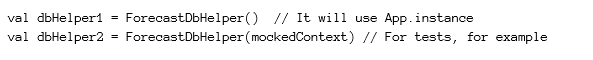 val dbHelper1 = ForecastDbHelper()  // It will use App.instance
val dbHelper2 = ForecastDbHelper(mockedContext) // For tests, for example